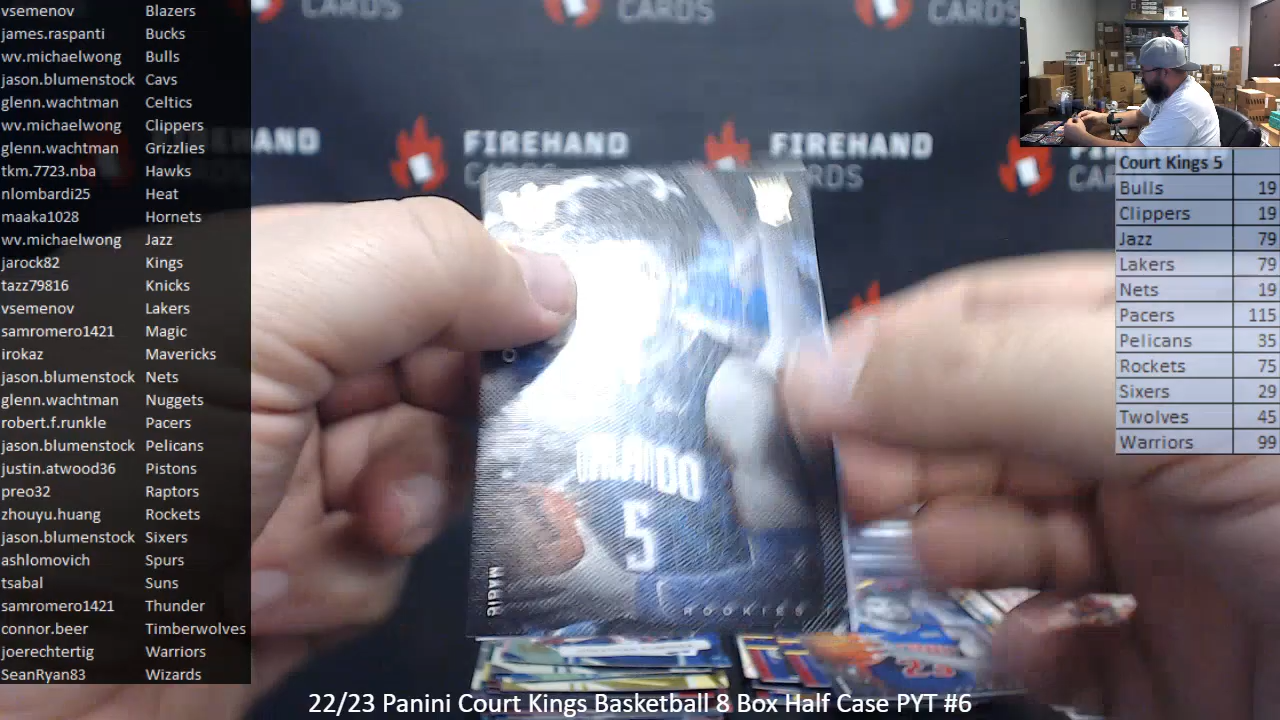 vsemenov Blazers
james.raspanti Bucks
wv.michaelwong Bulls
jason.blumenstock Cavs
glenn.wachtman Celtics
wv.michaelwong Clippers
glenn.wachtman Grizzlies
tkm.7723.nba Hawks
nlombardi25 Heat
maaka1028 Hornets
wv.michaelwong Jazz
jarock82 Kings
tazz79816 Knicks
vsemenov Lakers
samromero1421 Magic
irokaz Mavericks
jason.blumenstock Nets
glenn.wachtman Nuggets
robert.f.runkle Pacers
jason.blumenstock Pelicans
justin.atwood36 Pistons
preo32 Raptors
zhouyu.huang Rockets
jason.blumenstock Sixers
ashlomovich Spurs
tsabal Suns
samromero1421 Thunder
connor.beer Timberwolves
joerechtertig Warriors
SeanRyan83 Wizards
CARDS
CARDS
CARDS
FIREHAND
FIREHAND
CARDS
ORLANDO
5
MAGIC
ROOKIES
Court Kings 5
Bulls 19
Clippers 19
Jazz 79
Lakers 79
Nets 19
Pacers 115
Pelicans 35
Rockets 75
Sixers 29
Twolves 45
Warriors 99
22/23 Panini Court Kings Basketball 8 Box Half Case PYT #6